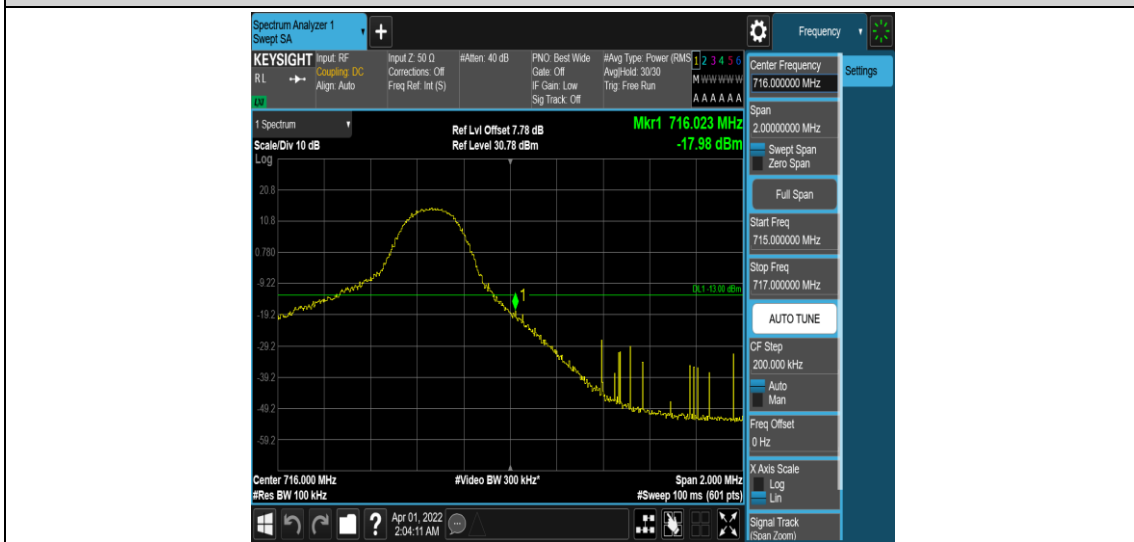 Spectrum Analyzer 1
Swept SA
+
Frequency
KEYSIGHT
RL
Input: RF
Coupling: DC
Align: Auto
Input Z: 50 Ω
Corrections: Off
Freq Ref: Int (S)
#Atten: 40 dB
PNO: Best Wide
Gate: Off
IF Gain: Low
Sig Track: Off
#Avg Type: Power (RMS
Avg|Hold: 30/30
Trig: Free Run
1 2 3 4 5 6
M W W W W W
A A A A A A
1 Spectrum
Scale/Div 10 dB
Log
Ref Lvl Offset 7.78 dB
Ref Level 30.78 dBm
Mkr1 716.023 MHz
-17.98 dBm
20.8
10.8
0.780
-9.22
-19.2
-29.2
-39.2
-49.2
-59.2
DL1 -13.00 dBm
1
Center 716.000 MHz
#Res BW 100 kHz
#Video BW 300 kHz*
Span 2.000 MHz
#Sweep 100 ms (601 pts)
?
Apr 01, 2022
2:04:11 AM
Center Frequency
716.000000 MHz
Settings
Span
2.00000000 MHz
Swept Span
Zero Span
Full Span
Start Freq
715.000000 MHz
Stop Freq
717.000000 MHz
AUTO TUNE
CF Step
200.000 kHz
Auto
Man
Freq Offset
0 Hz
X Axis Scale
Log
Lin
Signal Track
(Span Zoom)